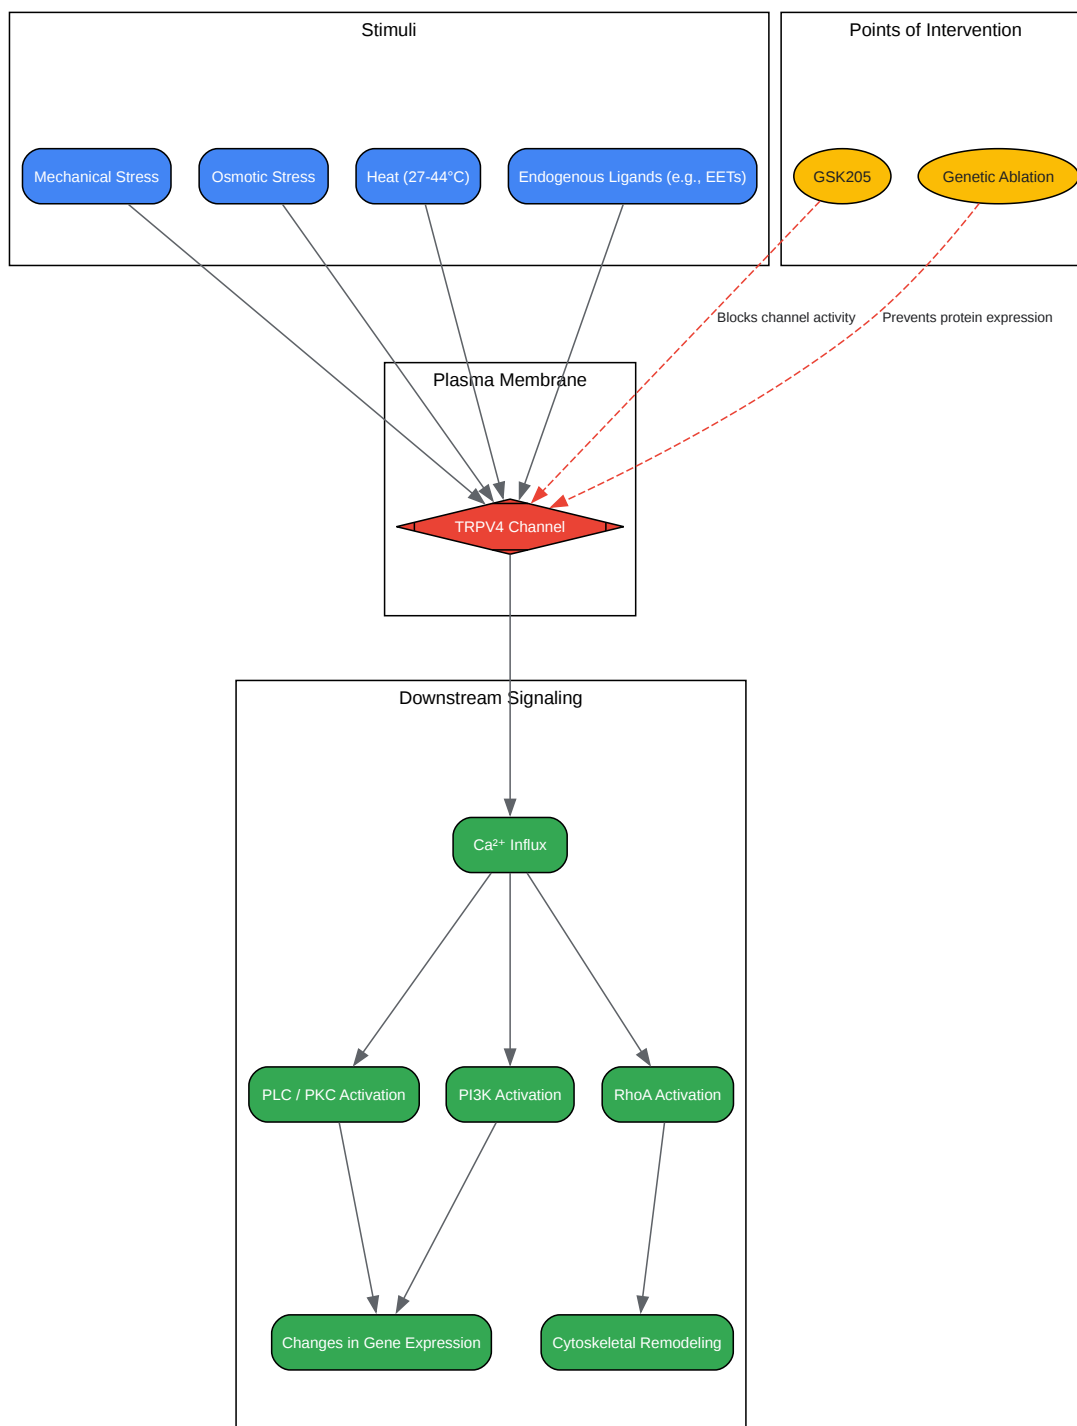 Stimuli
Points of Intervention
Mechanical Stress
Osmotic Stress
Heat (27-44°C)
Endogenous Ligands (e.g., EETs)
GSK205
Genetic Ablation
Blocks channel activity
Prevents protein expression
Plasma Membrane
TRPV4 Channel
Downstream Signaling
Ca²⁺ Influx
PLC / PKC Activation
PI3K Activation
RhoA Activation
Changes in Gene Expression
Cytoskeletal Remodeling